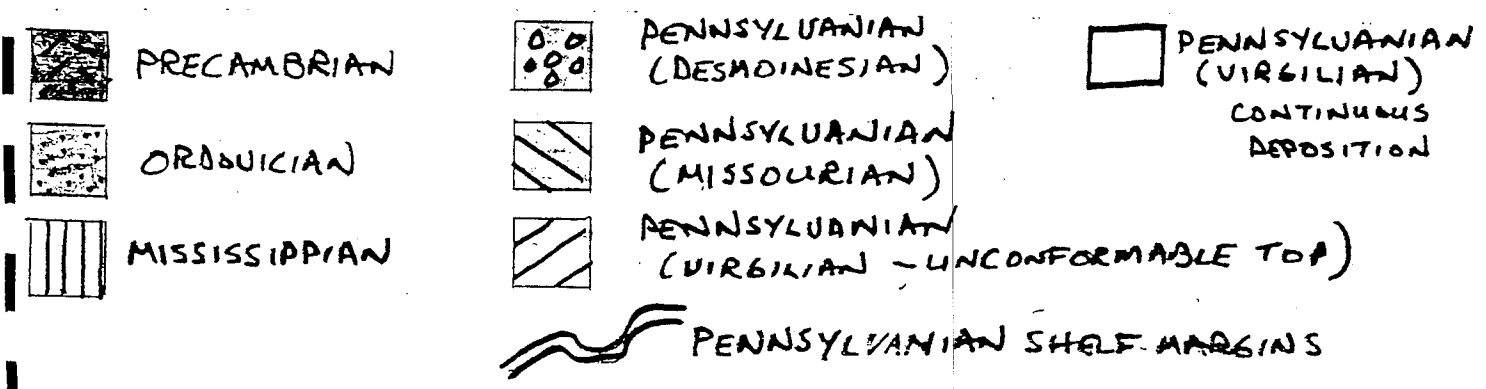 PRECAMBRIAN
ORDOVICIAN
MISSISSIPPIAN
PENNSYLVANIAN
(DESMOINESIAN)
PENNSYLVANIAN
(MISSOURIAN)
PENNSYLVANIAN
(VIRGILIAN - UNCONFORMABLE TOP)
PENNSYLVANIAN SHELF MARGINS
PENNSYLVANIAN
(VIRGILIAN)
CONTINUOUS
DEPOSITION